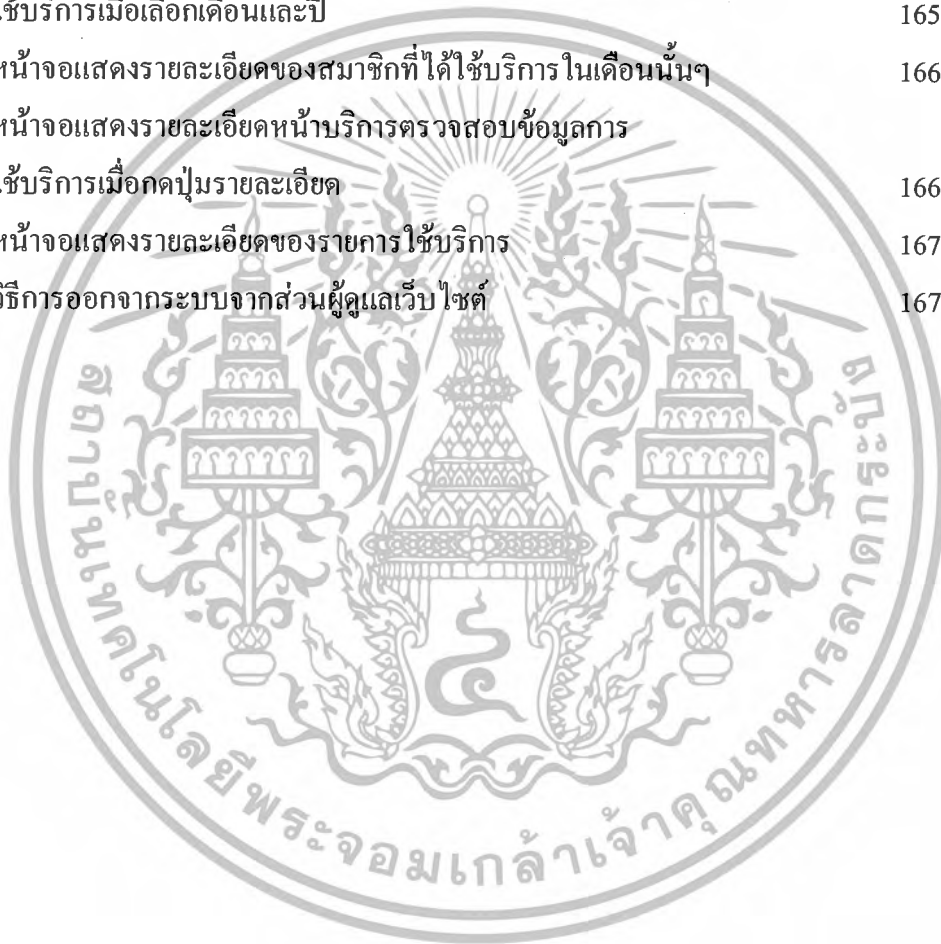 ใช้บริการเมื่อเลือกเดือนและปี 165
หน้าจอแสดงรายละเอียดของสมาชิกที่ได้ใช้บริการในเดือนนั้นๆ 166
หน้าจอแสดงรายละเอียดหน้าบริการตรวจสอบข้อมูลการ
ใช้บริการเมื่อกดปุ่มรายละเอียด 166
หน้าจอแสดงรายละเอียดของรายการใช้บริการ 167
วิธีการออกจากระบบจากส่วนผู้ดูแลเว็บไซต์ 167
สถาบันเทคโนโลยีพระจอมเกล้าเจ้าคุณทหารลาดกระบัง
๔